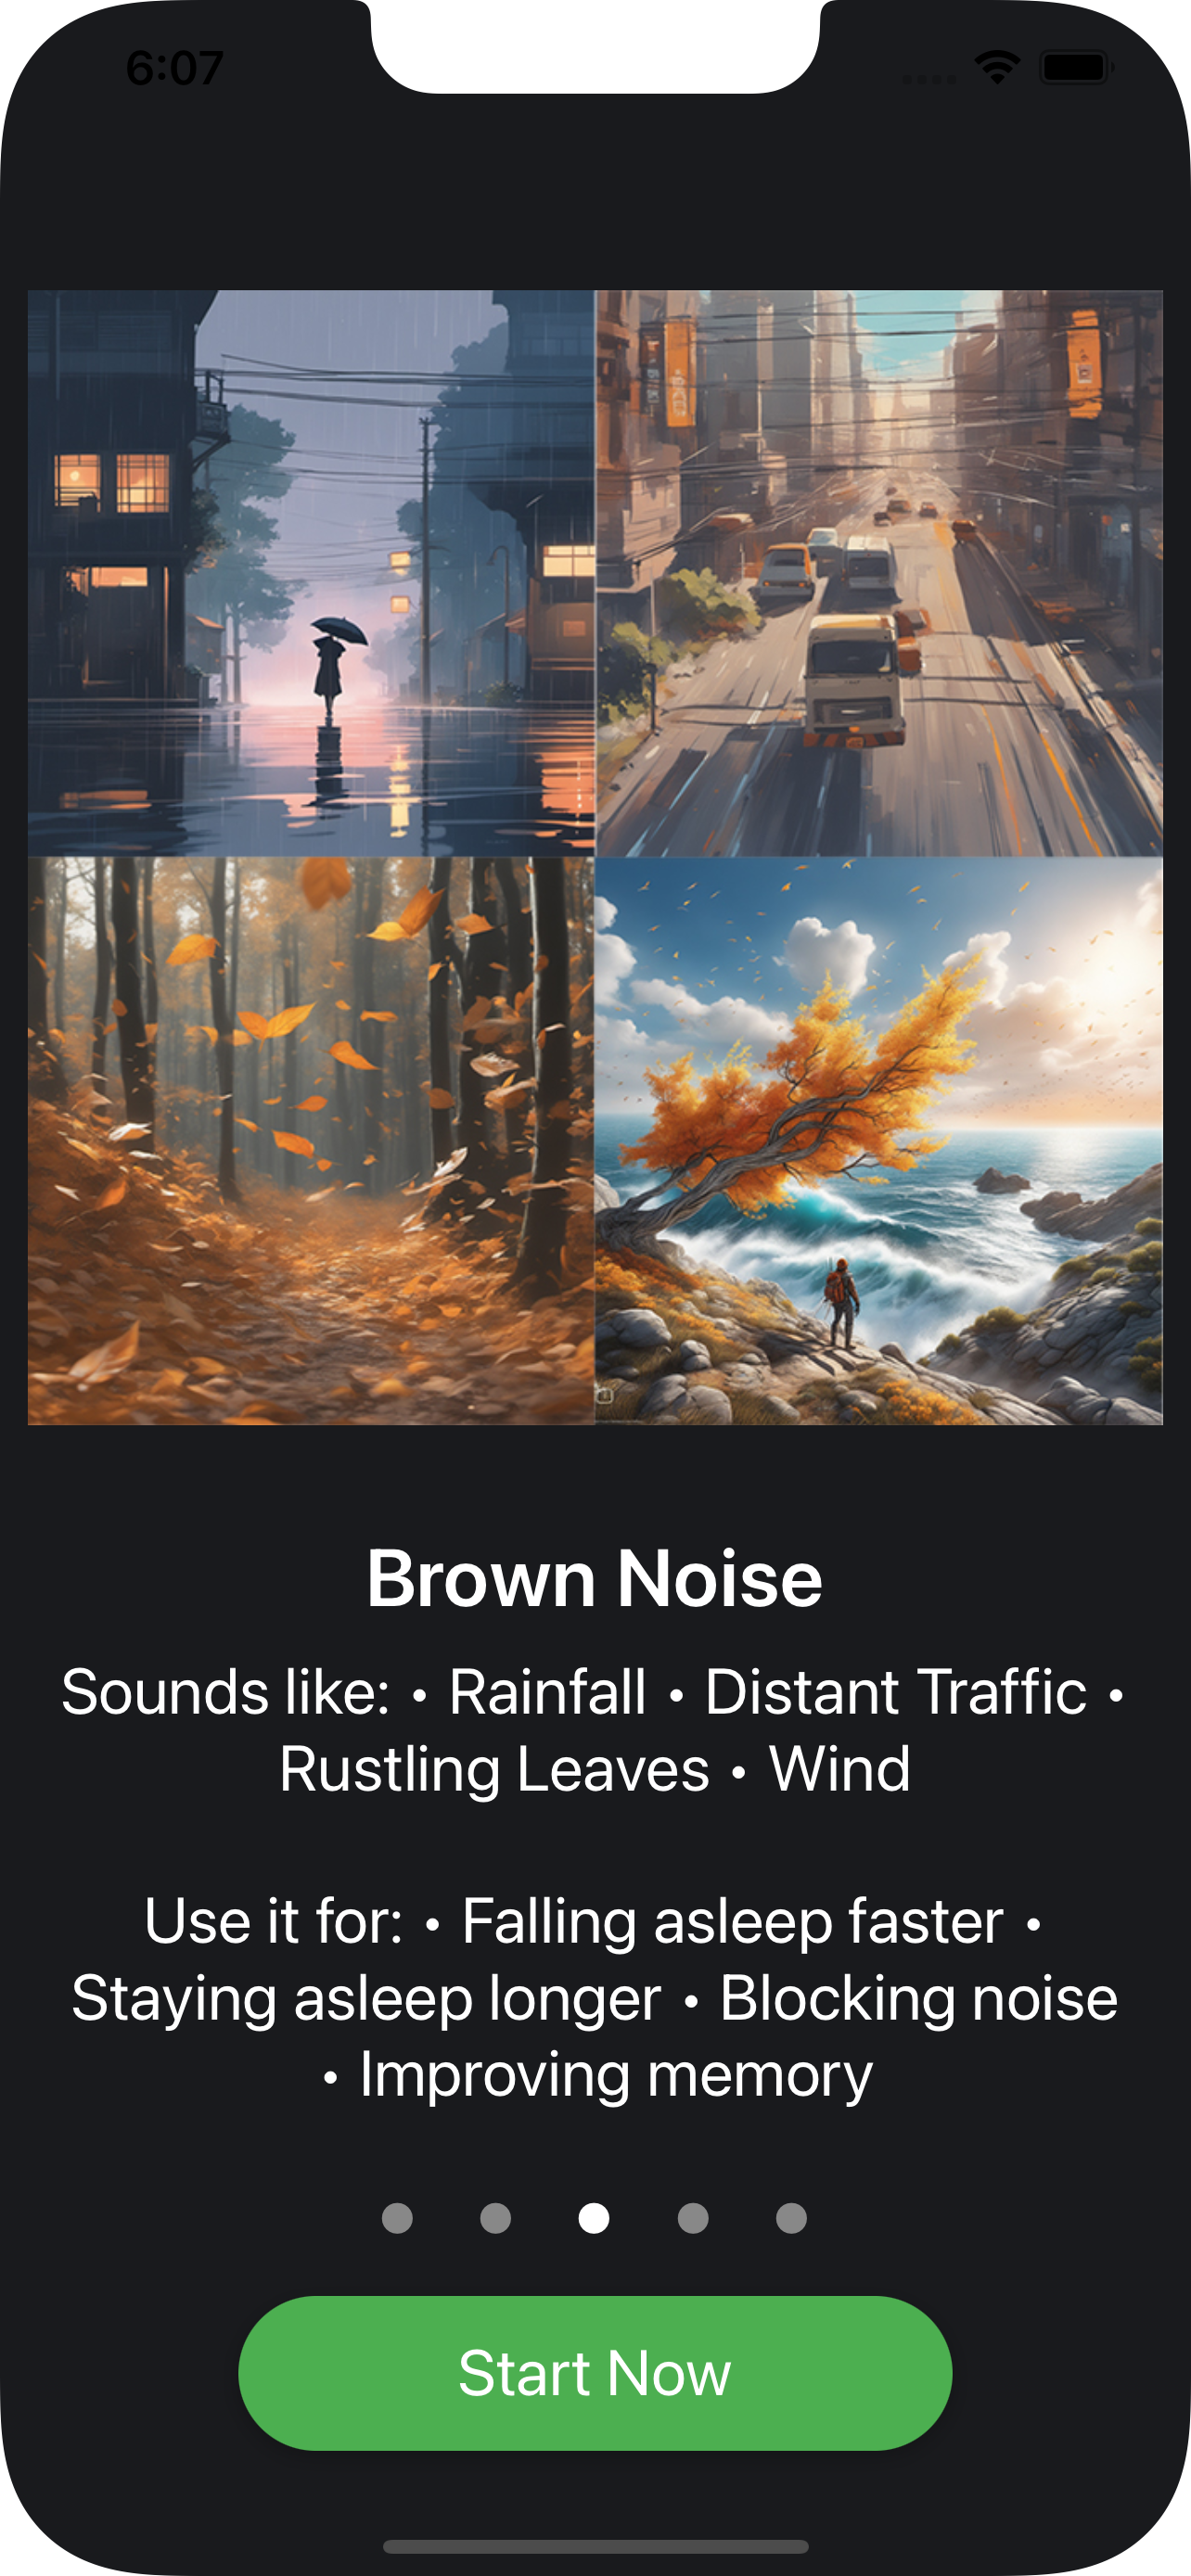 6:07
Brown Noise
Sounds like: • Rainfall • Distant Traffic •
Rustling Leaves • Wind
Use it for: • Falling asleep faster •
Staying asleep longer • Blocking noise
• Improving memory
Start Now